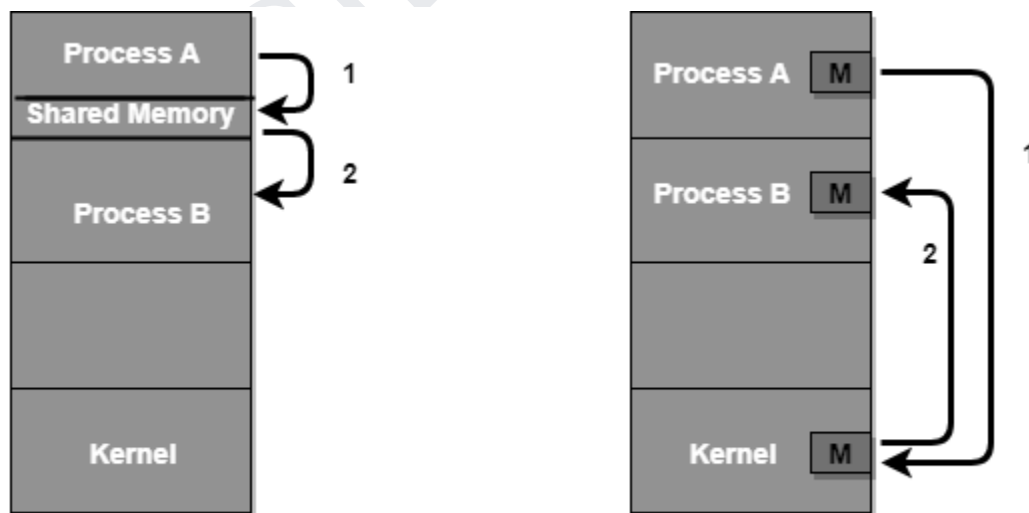 Process A
1
Shared Memory
2
Process B
Kernel
Process A M
1
Process B M
2
Kernel M